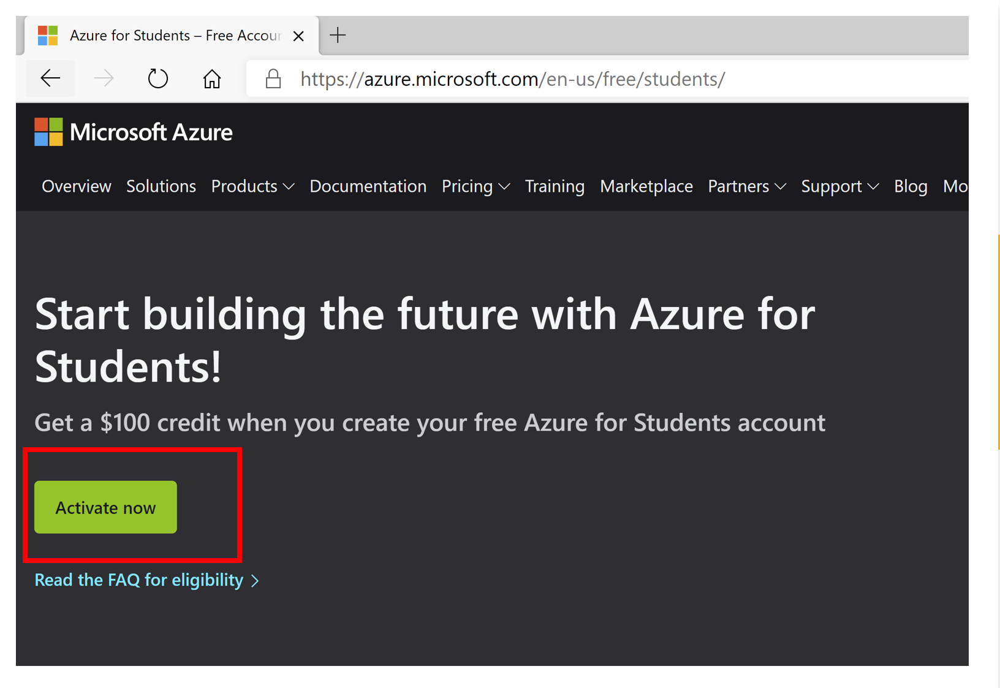 Azure for Students – Free Accour
https://azure.microsoft.com/en-us/free/students/
Microsoft Azure
Overview Solutions Products Documentation Pricing Training Marketplace Partners Support Blog Mo
Start building the future with Azure for
Students!
Get a $100 credit when you create your free Azure for Students account
Activate now
Read the FAQ for eligibility